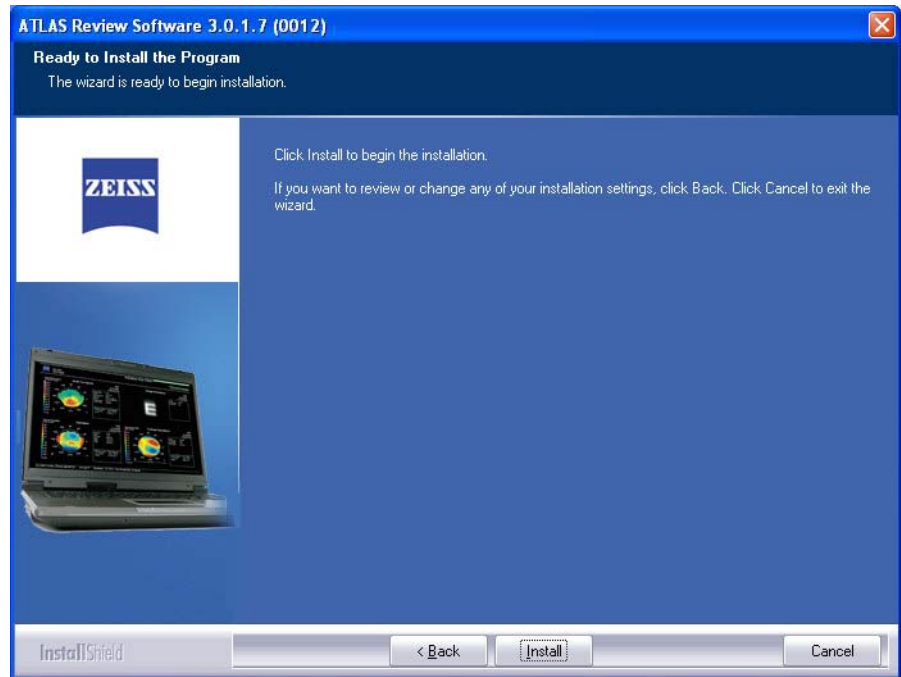 ATLAS Review Software 3.0.1.7 (0012)
Ready to Install the Program
The wizard is ready to begin installation.
ZEISS
Click Install to begin the installation.
If you want to review or change any of your installation settings, click Back. Click Cancel to exit the
wizard.
E
InstallShield
< Back
Install
Cancel